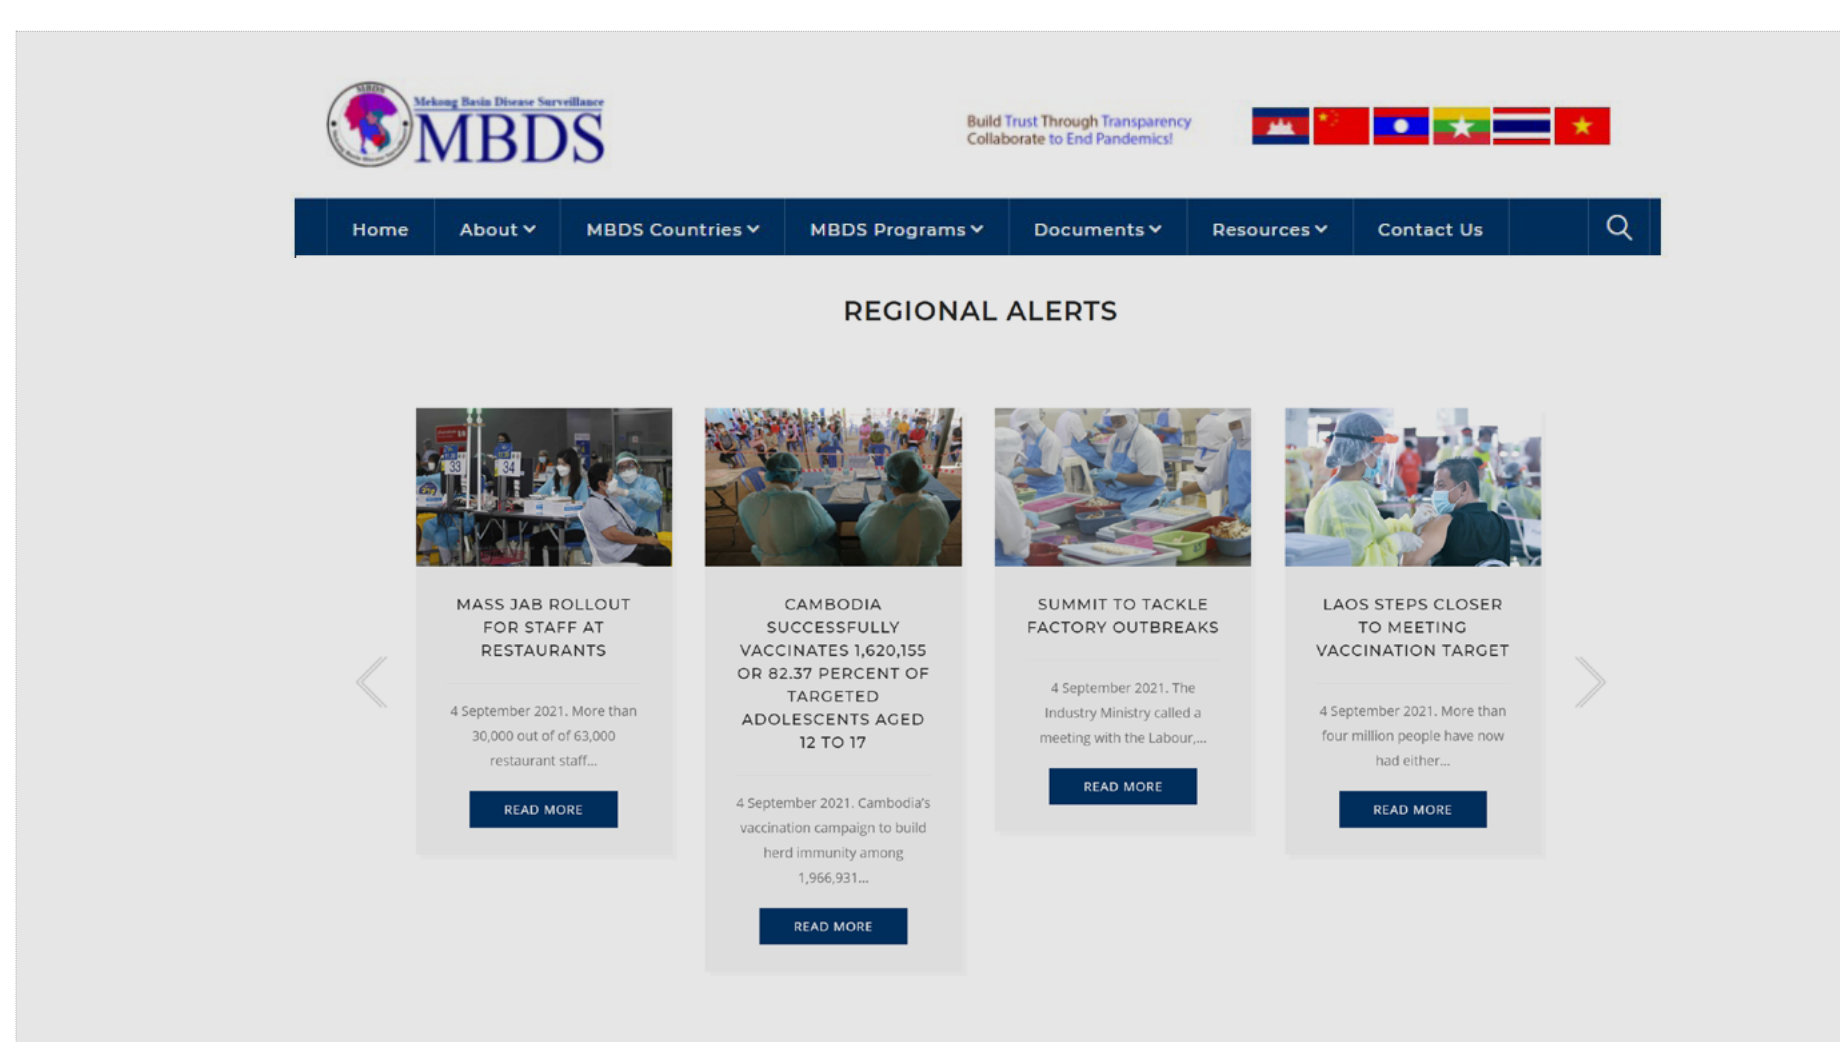 MBDS
Mekong Basin Disease Surveillance
MBDS
Build Trust Through Transparency
Collaborate to End Pandemics!
Home About MBDS Countries MBDS Programs Documents Resources Contact Us
REGIONAL ALERTS
33 34
MASS JAB ROLLOUT
FOR STAFF AT
RESTAURANTS
4 September 2021. More than
30,000 out of of 63,000
restaurant staff...
READ MORE
CAMBODIA
SUCCESSFULLY
VACCINATES 1,620,155
OR 82.37 PERCENT OF
TARGETED
ADOLESCENTS AGED
12 TO 17
4 September 2021. Cambodia's
vaccination campaign to build
herd immunity among
1,966,931...
READ MORE
SUMMIT TO TACKLE
FACTORY OUTBREAKS
4 September 2021. The
Industry Ministry called a
meeting with the Labour,...
READ MORE
LAOS STEPS CLOSER
TO MEETING
VACCINATION TARGET
4 September 2021. More than
four million people have now
had either...
READ MORE